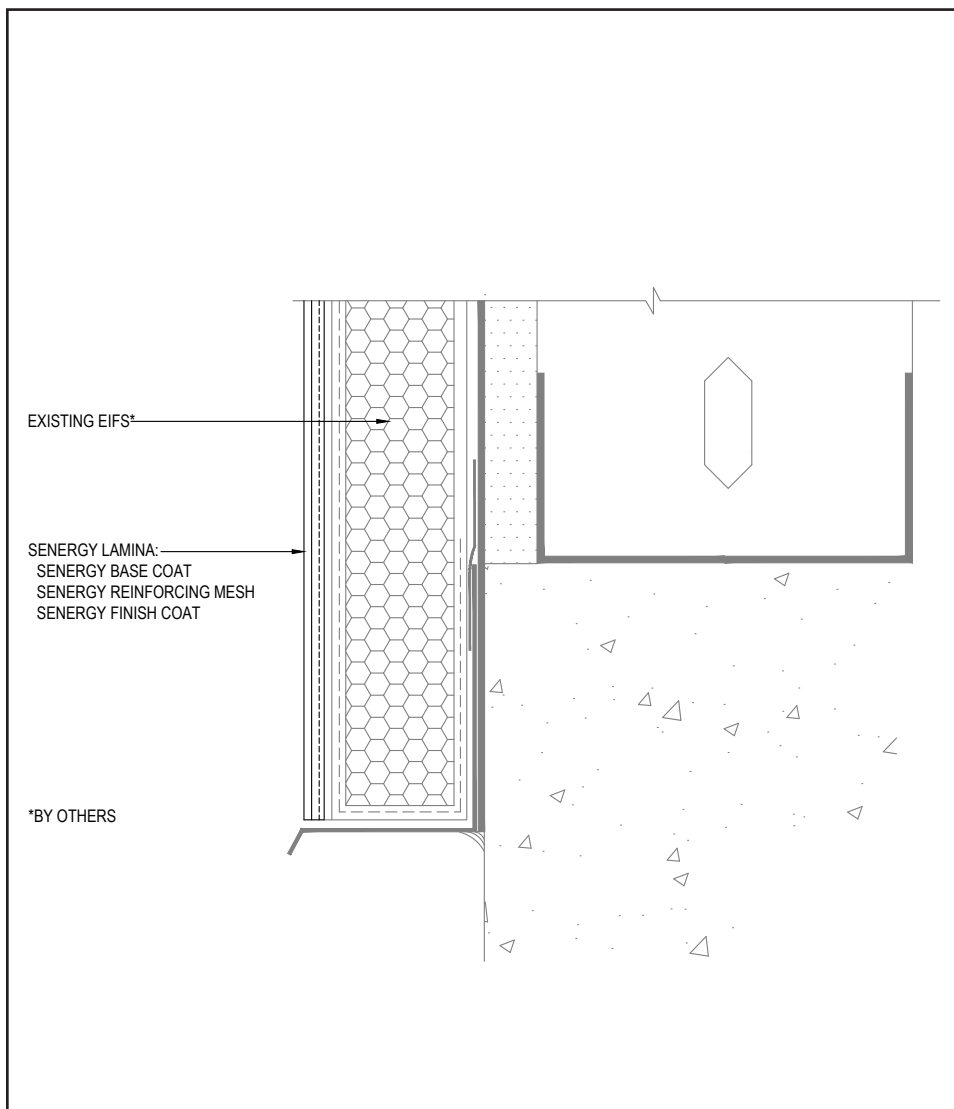 EXISTING EIFS*
SENERGY LAMINA:
SENERGY BASE COAT
SENERGY REINFORCING MESH
SENERGY FINISH COAT
*BY OTHERS